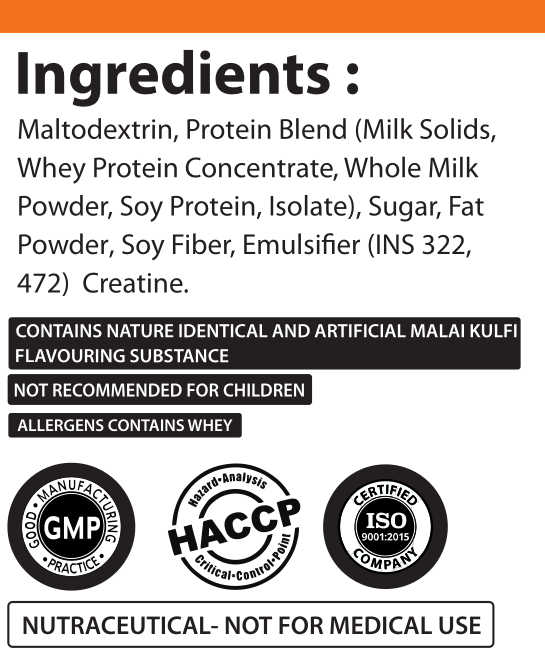 Ingredients :
Maltodextrin, Protein Blend (Milk Solids,
Whey Protein Concentrate, Whole Milk
Powder, Soy Protein, Isolate), Sugar, Fat
Powder, Soy Fiber, Emulsifier (INS 322,
472)  Creatine.
CONTAINS NATURE IDENTICAL AND ARTIFICIAL MALAI KULFI
FLAVOURING SUBSTANCE
NOT RECOMMENDED FOR CHILDREN
ALLERGENS CONTAINS WHEY
GOOD • MANUFACTURING
GMP
• PRACTICE •
Hazard•Analysis
HACCP
Critical•Control•Point
CERTIFIED
ISO
9001:2015
COMPANY
NUTRACEUTICAL- NOT FOR MEDICAL USE